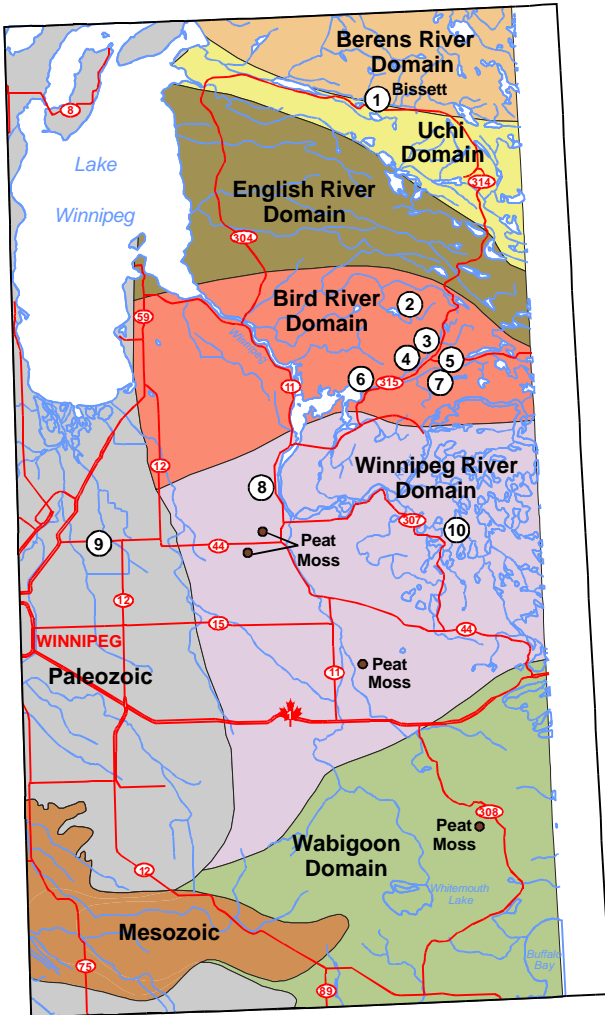 Berens River
Domain
1
Bissett
8
Uchi
Domain
Lake
Winnipeg
314
English River
Domain
304
Bird River
Domain
2
59
3
4
5
6
315
7
11
12
Winnipeg River
Domain
8
307
10
9
44
Peat
Moss
12
15
WINNIPEG
44
Paleozoic
11
Peat
Moss
1
308
Peat
Moss
Wabigoon
Domain
12
Whitemouth
Lake
Mesozoic
Buffalo
Bay
75
89